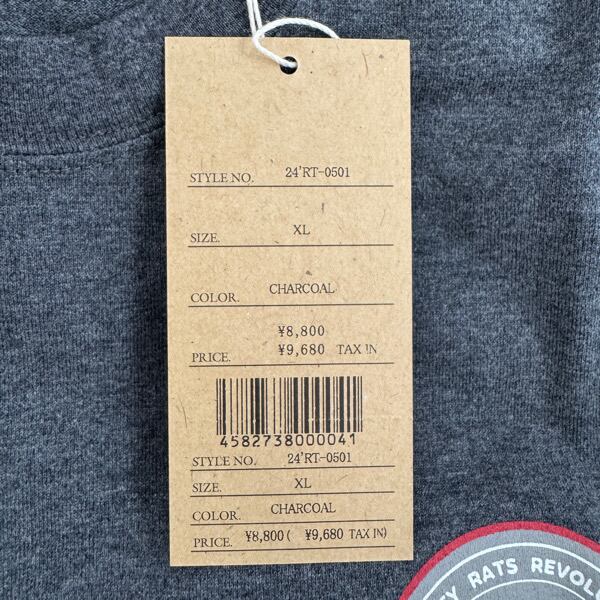 STYLE NO. 24'RT-0501
SIZE. XL
COLOR. CHARCOAL
¥8,800
PRICE. ¥9,680 TAX IN
4582738000041
STYLE NO. 24'RT-0501
SIZE. XL
COLOR. CHARCOAL
PRICE. ¥8,800 ( ¥9,680 TAX IN)
RATS